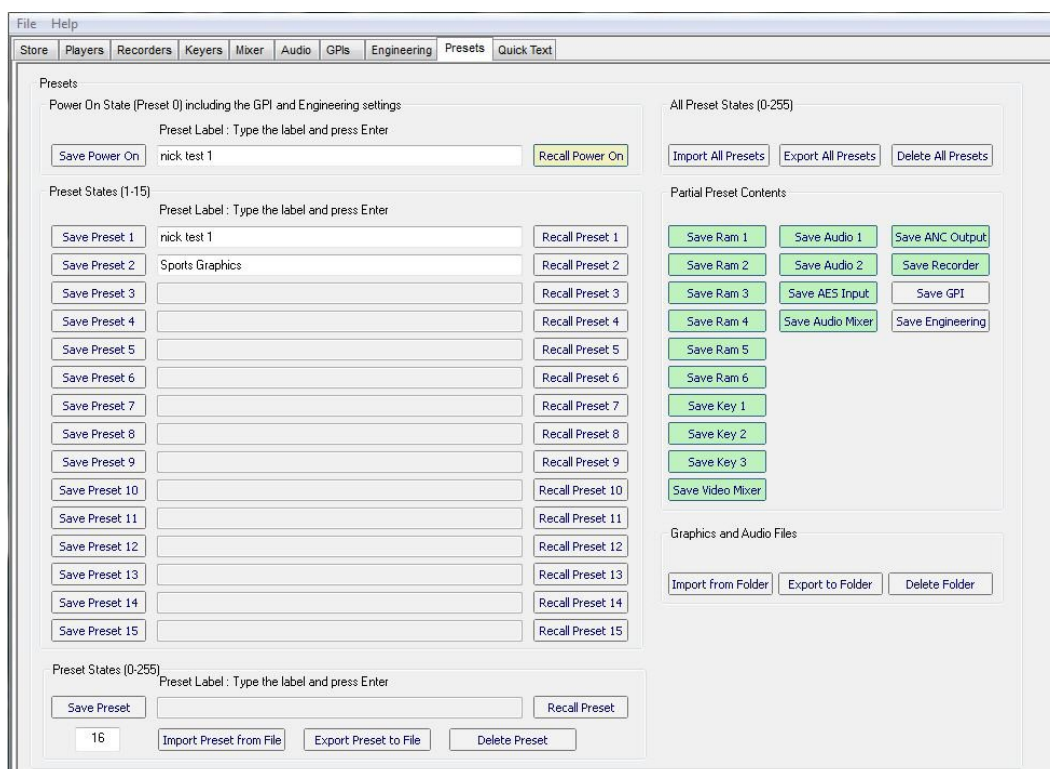 File Help
Store Players Recorders Keyers Mixer Audio GPIs Engineering Presets Quick Text
Presets
Power On State (Preset 0) including the GPI and Engineering settings
Preset Label : Type the label and press Enter
Save Power On nick test 1 Recall Power On
Preset States (1-15)
Preset Label : Type the label and press Enter
Save Preset 1 nick test 1 Recall Preset 1
Save Preset 2 Sports Graphics Recall Preset 2
Save Preset 3 Recall Preset 3
Save Preset 4 Recall Preset 4
Save Preset 5 Recall Preset 5
Save Preset 6 Recall Preset 6
Save Preset 7 Recall Preset 7
Save Preset 8 Recall Preset 8
Save Preset 9 Recall Preset 9
Save Preset 10 Recall Preset 10
Save Preset 11 Recall Preset 11
Save Preset 12 Recall Preset 12
Save Preset 13 Recall Preset 13
Save Preset 14 Recall Preset 14
Save Preset 15 Recall Preset 15
Preset States (0-255)
Preset Label : Type the label and press Enter
Save Preset Recall Preset
16 Import Preset from File Export Preset to File Delete Preset
All Preset States (0-255)
Import All Presets Export All Presets Delete All Presets
Partial Preset Contents
Save Ram 1 Save Audio 1 Save ANC Output
Save Ram 2 Save Audio 2 Save Recorder
Save Ram 3 Save AES Input Save GPI
Save Ram 4 Save Audio Mixer Save Engineering
Save Ram 5
Save Ram 6
Save Key 1
Save Key 2
Save Key 3
Save Video Mixer
Graphics and Audio Files
Import from Folder Export to Folder Delete Folder